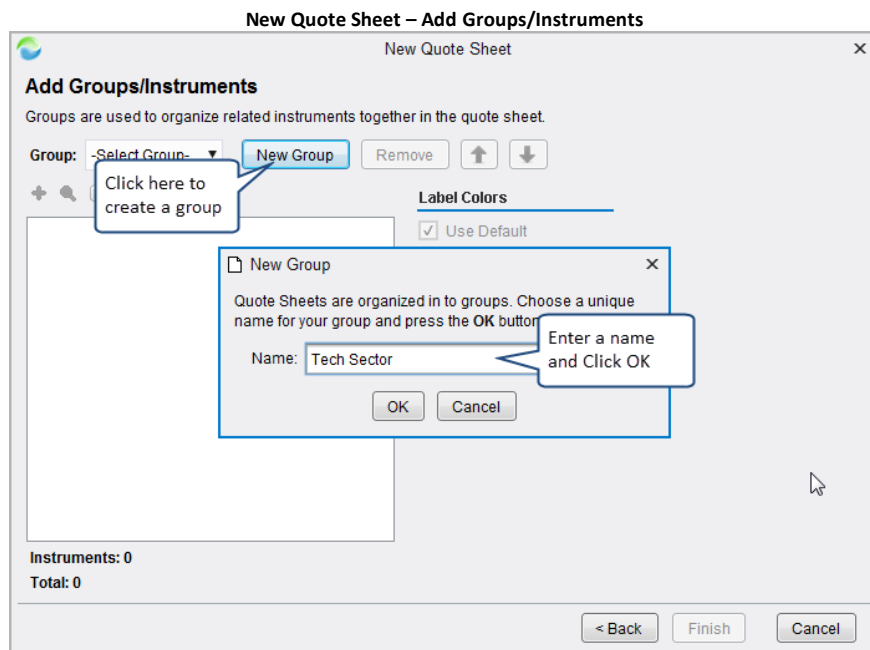 New Quote Sheet – Add Groups/Instruments
New Quote Sheet
Add Groups/Instruments
Groups are used to organize related instruments together in the quote sheet.
Group: -Select Group- New Group Remove
Click here to
create a group
Label Colors
Use Default
New Group
Quote Sheets are organized in to groups. Choose a unique
name for your group and press the OK button
Enter a name
and Click OK
Name: Tech Sector
OK Cancel
Instruments: 0
Total: 0
< Back Finish Cancel